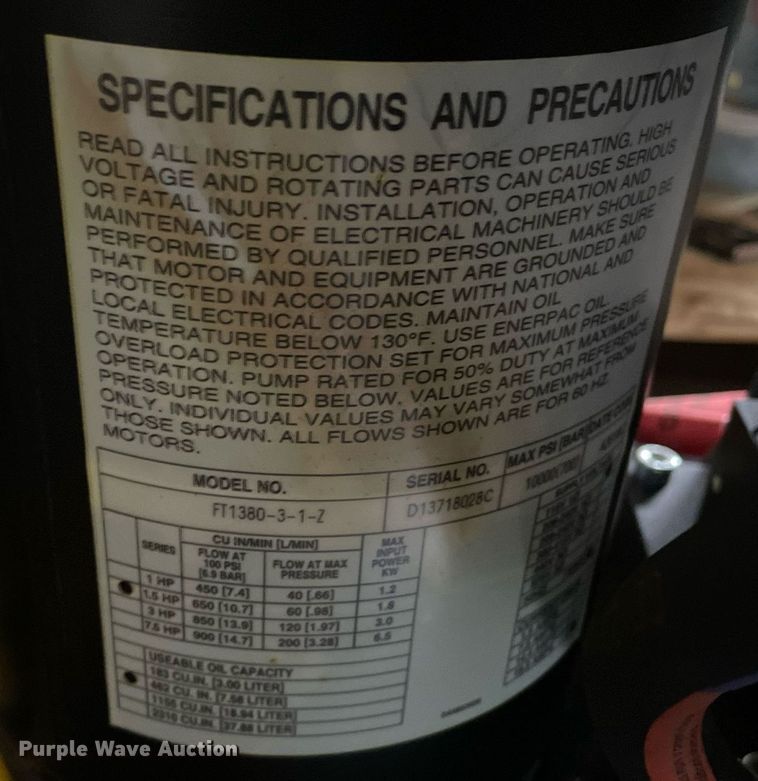 SPECIFICATIONS AND PRECAUTIONS
READ ALL INSTRUCTIONS BEFORE OPERATING. HIGH
VOLTAGE AND ROTATING PARTS CAN CAUSE SERIOUS
OR FATAL INJURY. INSTALLATION, OPERATION AND
MAINTENANCE OF ELECTRICAL MACHINERY SHOULD BE
PERFORMED BY QUALIFIED PERSONNEL. MAKE SURE
THAT MOTOR AND EQUIPMENT ARE GROUNDED AND
PROTECTED IN ACCORDANCE WITH NATIONAL AND
LOCAL ELECTRICAL CODES. MAINTAIN OIL
TEMPERATURE BELOW 130°F. USE ENERPAC OIL.
OVERLOAD PROTECTION SET FOR MAXIMUM PRESSURE
OPERATION. PUMP RATED FOR 50% DUTY AT MAXIMUM
PRESSURE NOTED BELOW. VALUES ARE FOR REFERENCE
ONLY. INDIVIDUAL VALUES MAY VARY SOMEWHAT FROM
THOSE SHOWN. ALL FLOWS SHOWN ARE FOR 60 HZ.
MOTORS.
MODEL NO. SERIAL NO. MAX PSI [BAR] DATE CODE
FT1380-3-1-Z D13718028C 10000[700]
SERIES CU IN/MIN [L/MIN] MAX INPUT POWER KW
FLOW AT 100 PSI [6.9 BAR] FLOW AT MAX PRESSURE
1 HP 450 [7.4] 40 [.66] 1.2
1.5 HP 650 [10.7] 60 [.98] 1.8
3 HP 850 [13.9] 120 [1.97] 3.0
7.5 HP 900 [14.7] 200 [3.28] 6.5
USEABLE OIL CAPACITY
183 CU.IN. [3.00 LITER]
462 CU. IN. [7.56 LITER]
1156 CU.IN. [18.94 LITER]
2310 CU.IN. [37.88 LITER]
Purple Wave Auction